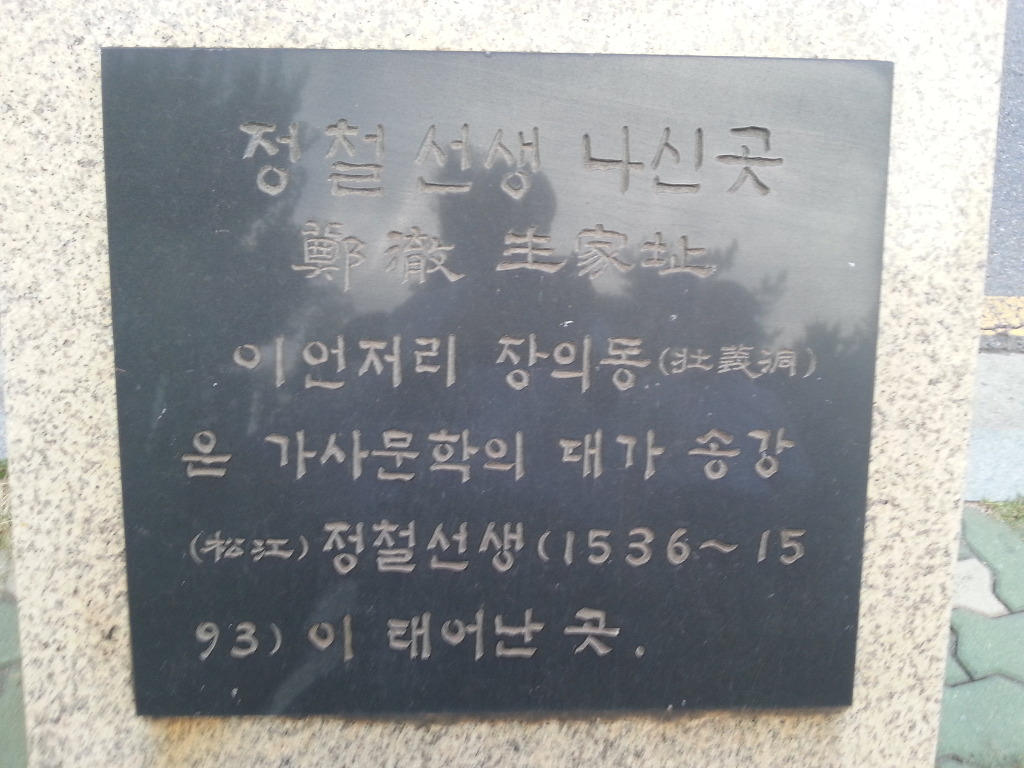 정철선생 나신곳
鄭澈 生家址
이언저리 장의동(壯義洞)
은 가사문학의 대가 송강
(松江) 정철선생(1536~15
93)이 태어난 곳.